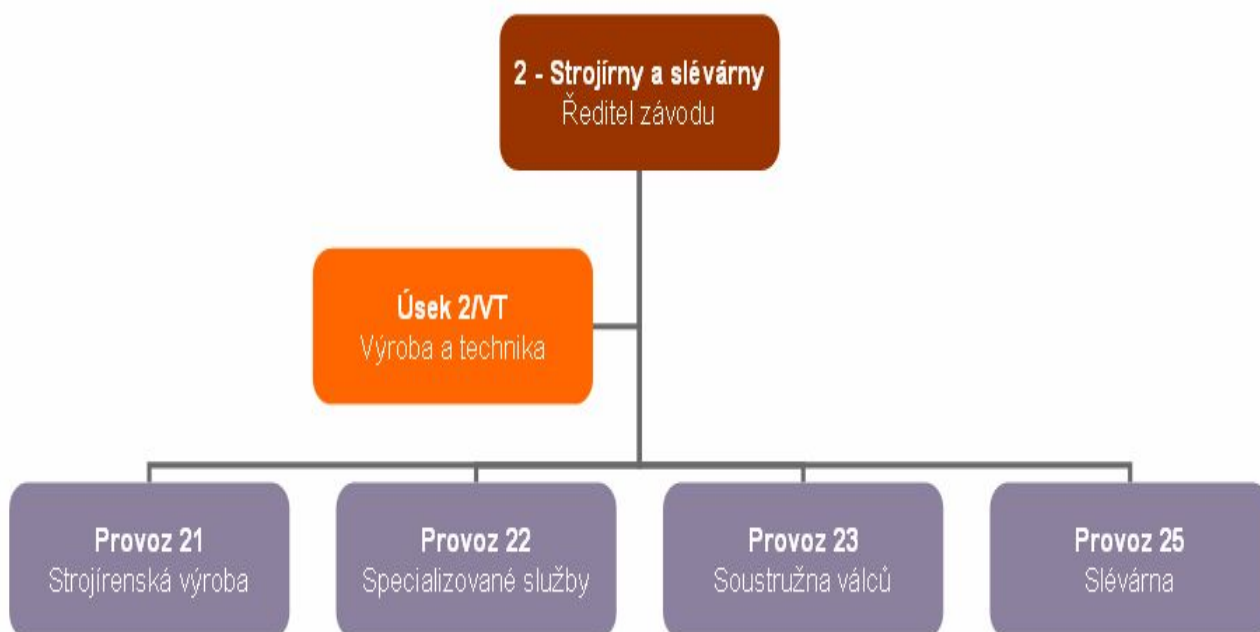 2 - Strojírny a slévárny
Ředitel závodu
Úsek 2/VT
Výroba a technika
Provoz 21
Strojírenská výroba
Provoz 22
Specializované služby
Provoz 23
Soustružna válců
Provoz 25
Slévárna